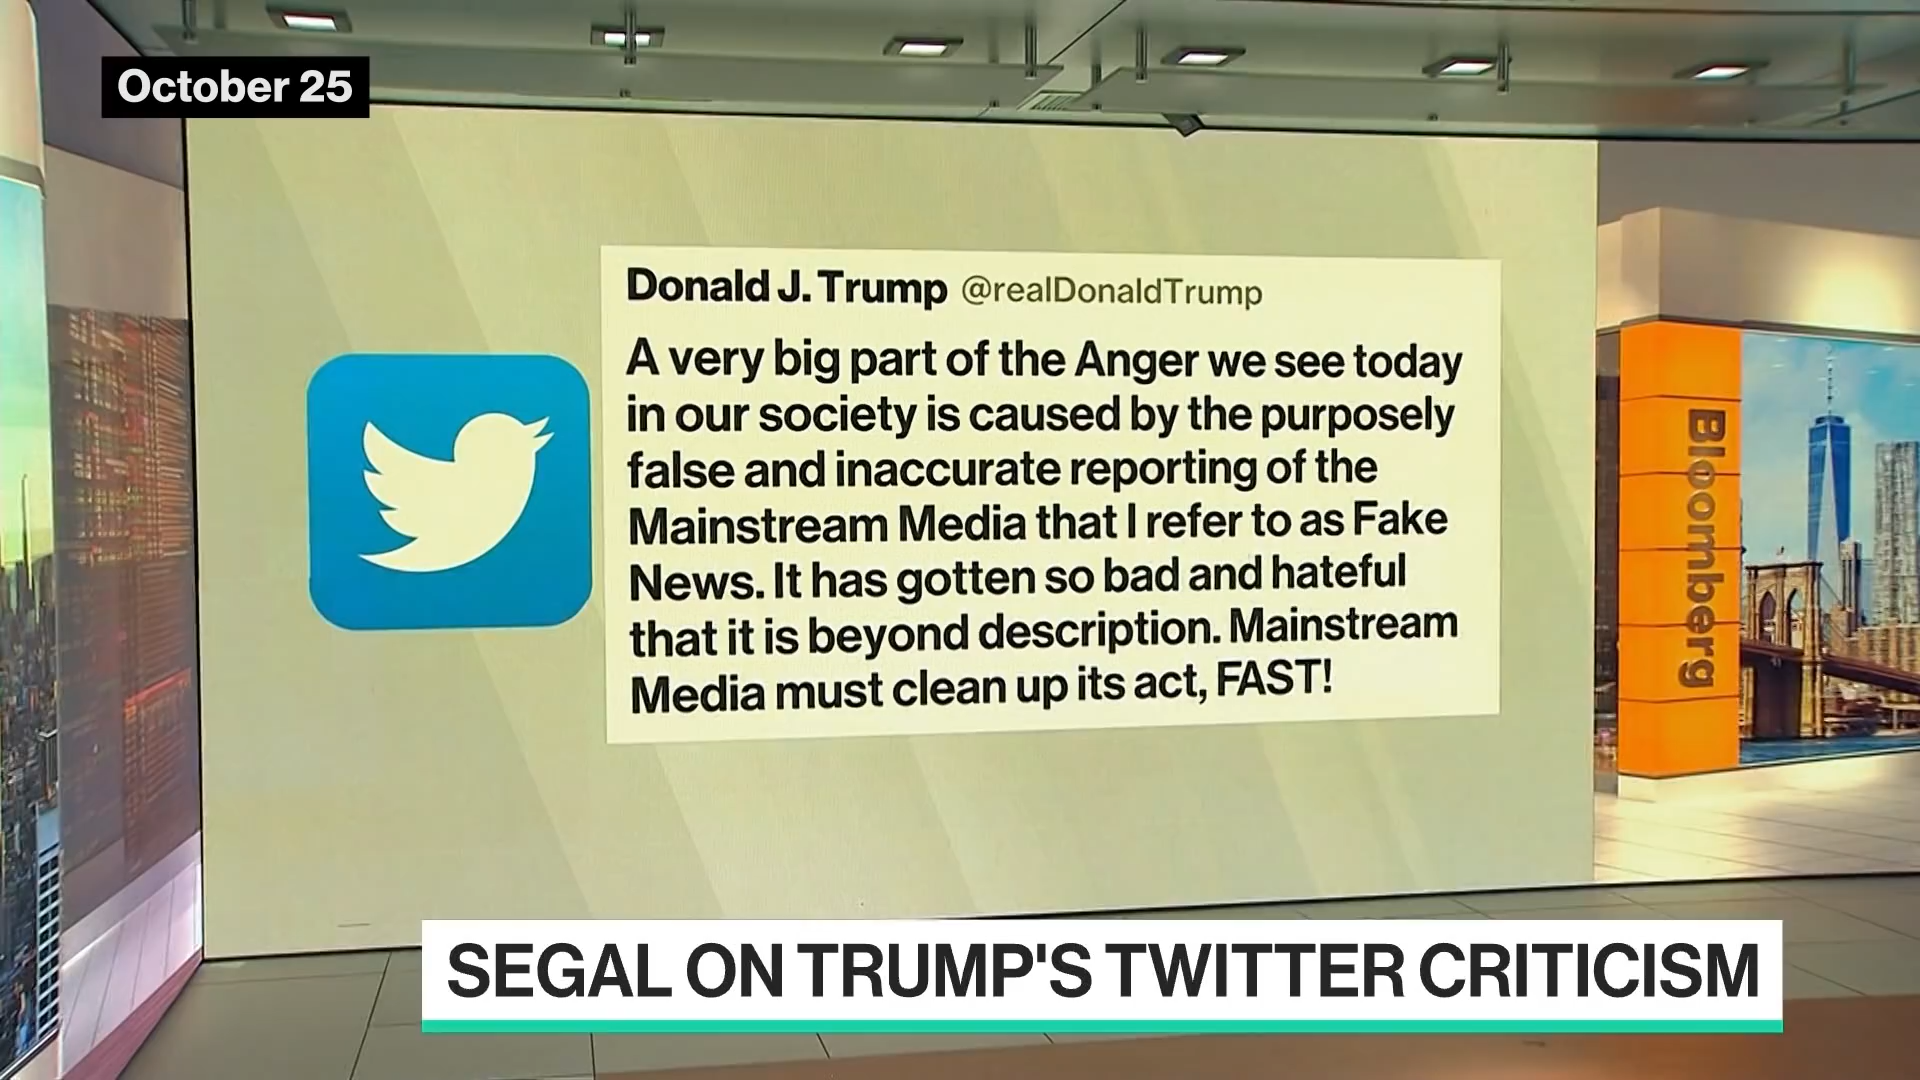 October 25
Donald J. Trump @realDonaldTrump
A very big part of the Anger we see today
in our society is caused by the purposely
false and inaccurate reporting of the
Mainstream Media that I refer to as Fake
News. It has gotten so bad and hateful
that it is beyond description. Mainstream
Media must clean up its act, FAST!
Bloomberg
SEGAL ON TRUMP'S TWITTER CRITICISM